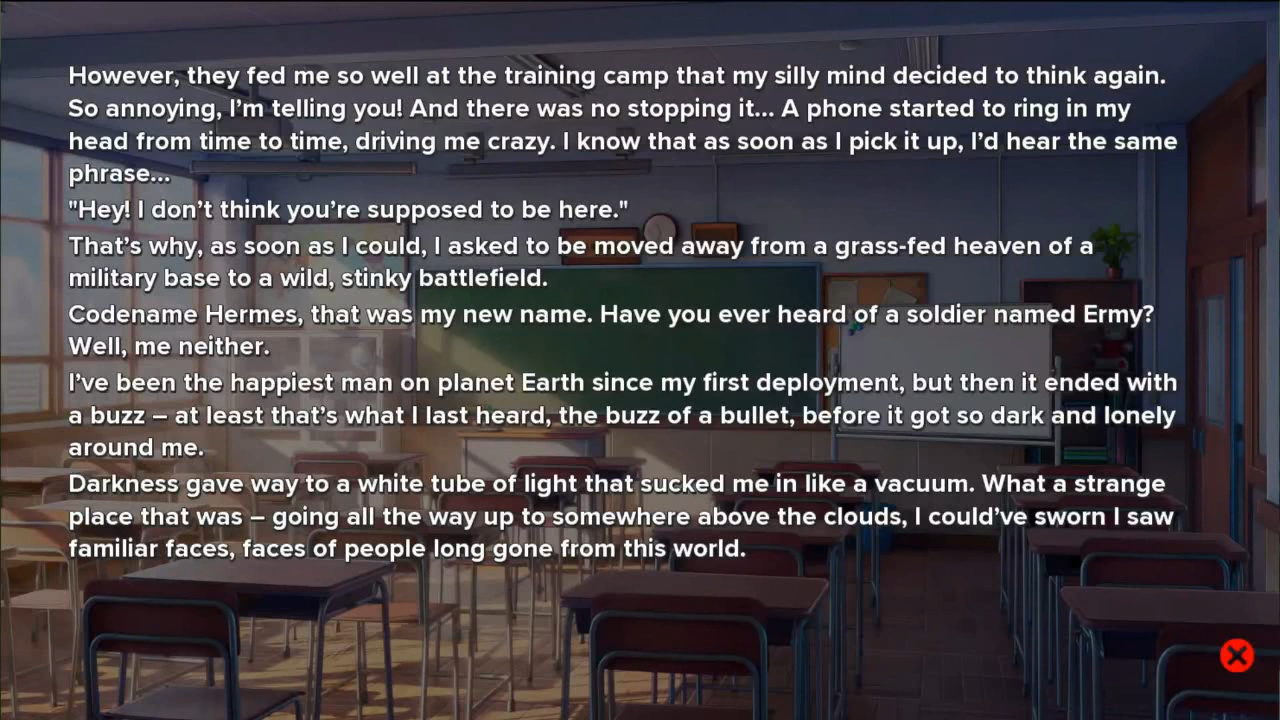 However, they fed me so well at the training camp that my silly mind decided to think again.
So annoying, I’m telling you! And there was no stopping it... A phone started to ring in my
head from time to time, driving me crazy. I know that as soon as I pick it up, I’d hear the same
phrase...
"Hey! I don’t think you’re supposed to be here."
That’s why, as soon as I could, I asked to be moved away from a grass-fed heaven of a
military base to a wild, stinky battlefield.
Codename Hermes, that was my new name. Have you ever heard of a soldier named Ermy?
Well, me neither.
I’ve been the happiest man on planet Earth since my first deployment, but then it ended with
a buzz – at least that’s what I last heard, the buzz of a bullet, before it got so dark and lonely
around me.
Darkness gave way to a white tube of light that sucked me in like a vacuum. What a strange
place that was – going all the way up to somewhere above the clouds, I could’ve sworn I saw
familiar faces, faces of people long gone from this world.